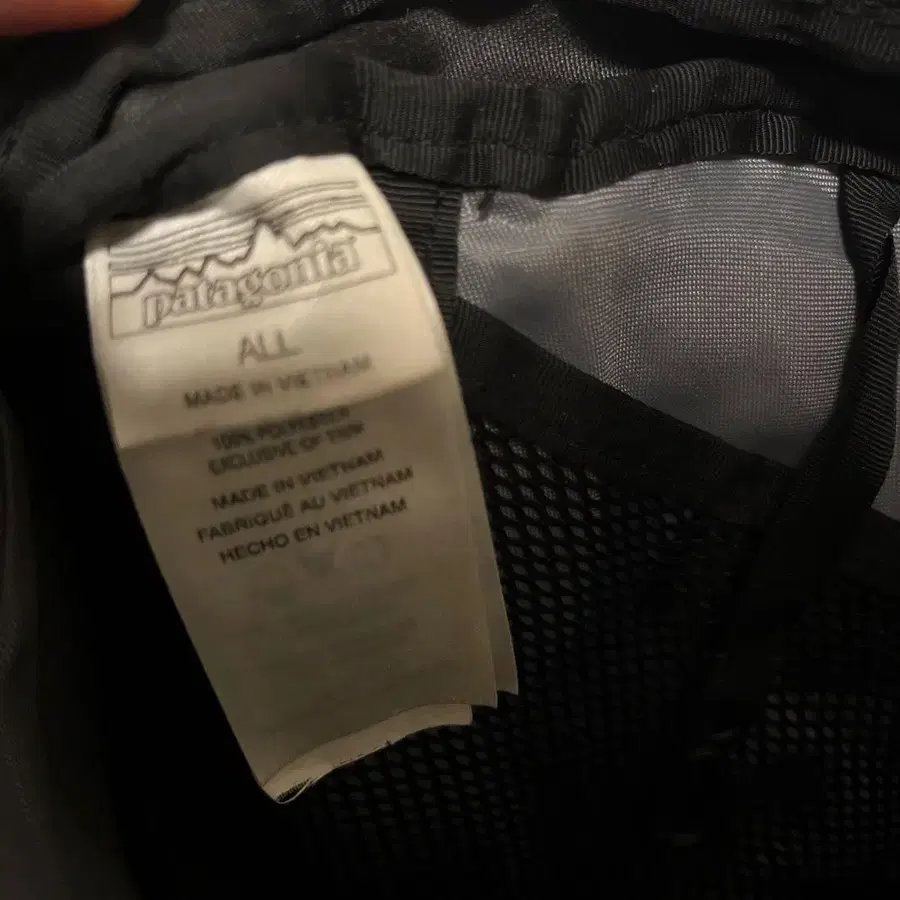 patagonia
ALL
MADE IN VIETNAM
100% POLYESTER
EXCLUSIVE OF TRIM
MADE IN VIETNAM
FABRIQUÉ AU VIETNAM
HECHO EN VIETNAM